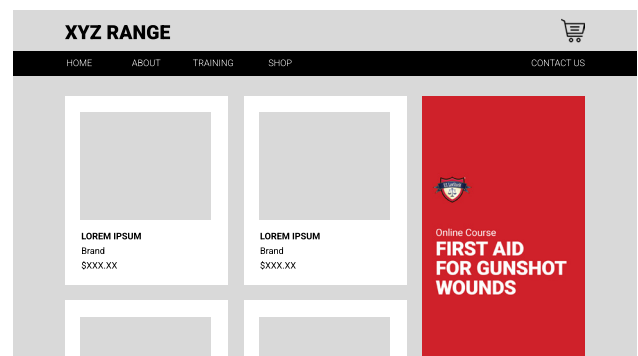 XYZ RANGE
HOME ABOUT TRAINING SHOP CONTACT US
LOREM IPSUM
Brand
$XXX.XX
LOREM IPSUM
Brand
$XXX.XX
Online Course
FIRST AID
FOR GUNSHOT
WOUNDS